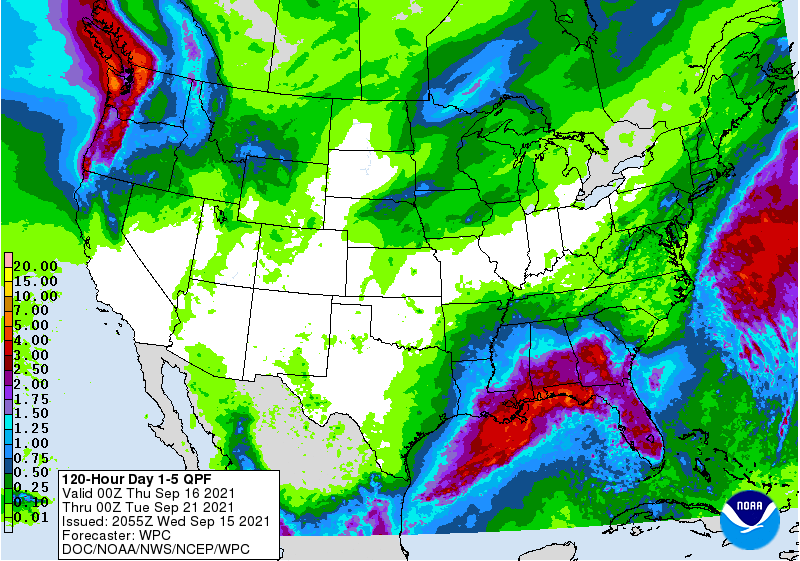 20.00
15.00
10.00
7.00
5.00
4.00
3.00
2.50
2.00
1.75
1.50
1.25
1.00
0.75
0.50
0.25
0.10
0.01
120-Hour Day 1-5 QPF
Valid 00Z Thu Sep 16 2021
Thru 00Z Tue Sep 21 2021
Issued: 2055Z Wed Sep 15 2021
Forecaster: WPC
DOC/NOAA/NWS/NCEP/WPC
NOAA